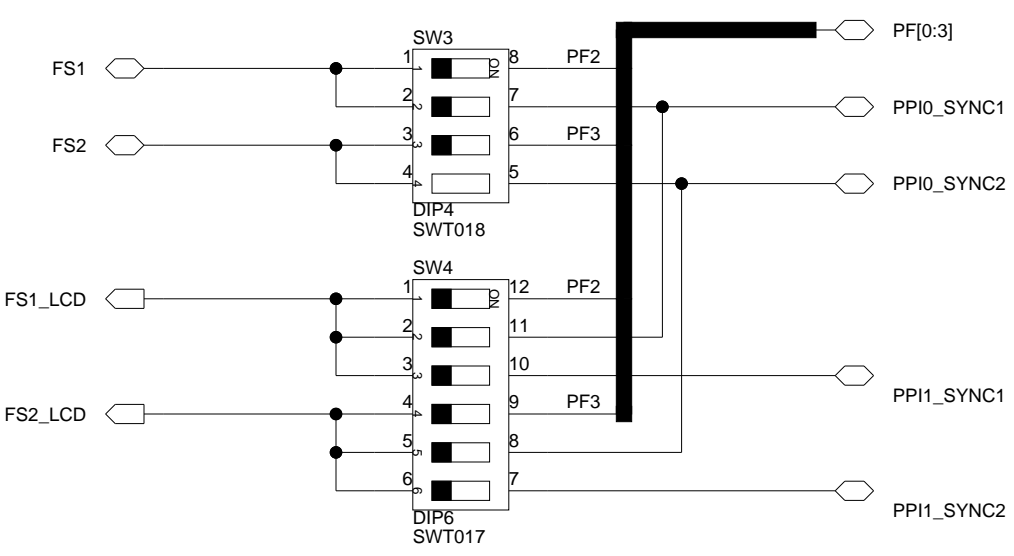 PF[0:3]
SW3
FS1
1
1
ON
8
PF2
2
2
7
PPI0_SYNC1
FS2
3
3
6
PF3
4
4
5
PPI0_SYNC2
DIP4
SWT018
SW4
FS1_LCD
1
1
ON
12
PF2
2
2
11
3
3
10
PPI1_SYNC1
FS2_LCD
4
4
9
PF3
5
5
8
6
6
7
PPI1_SYNC2
DIP6
SWT017